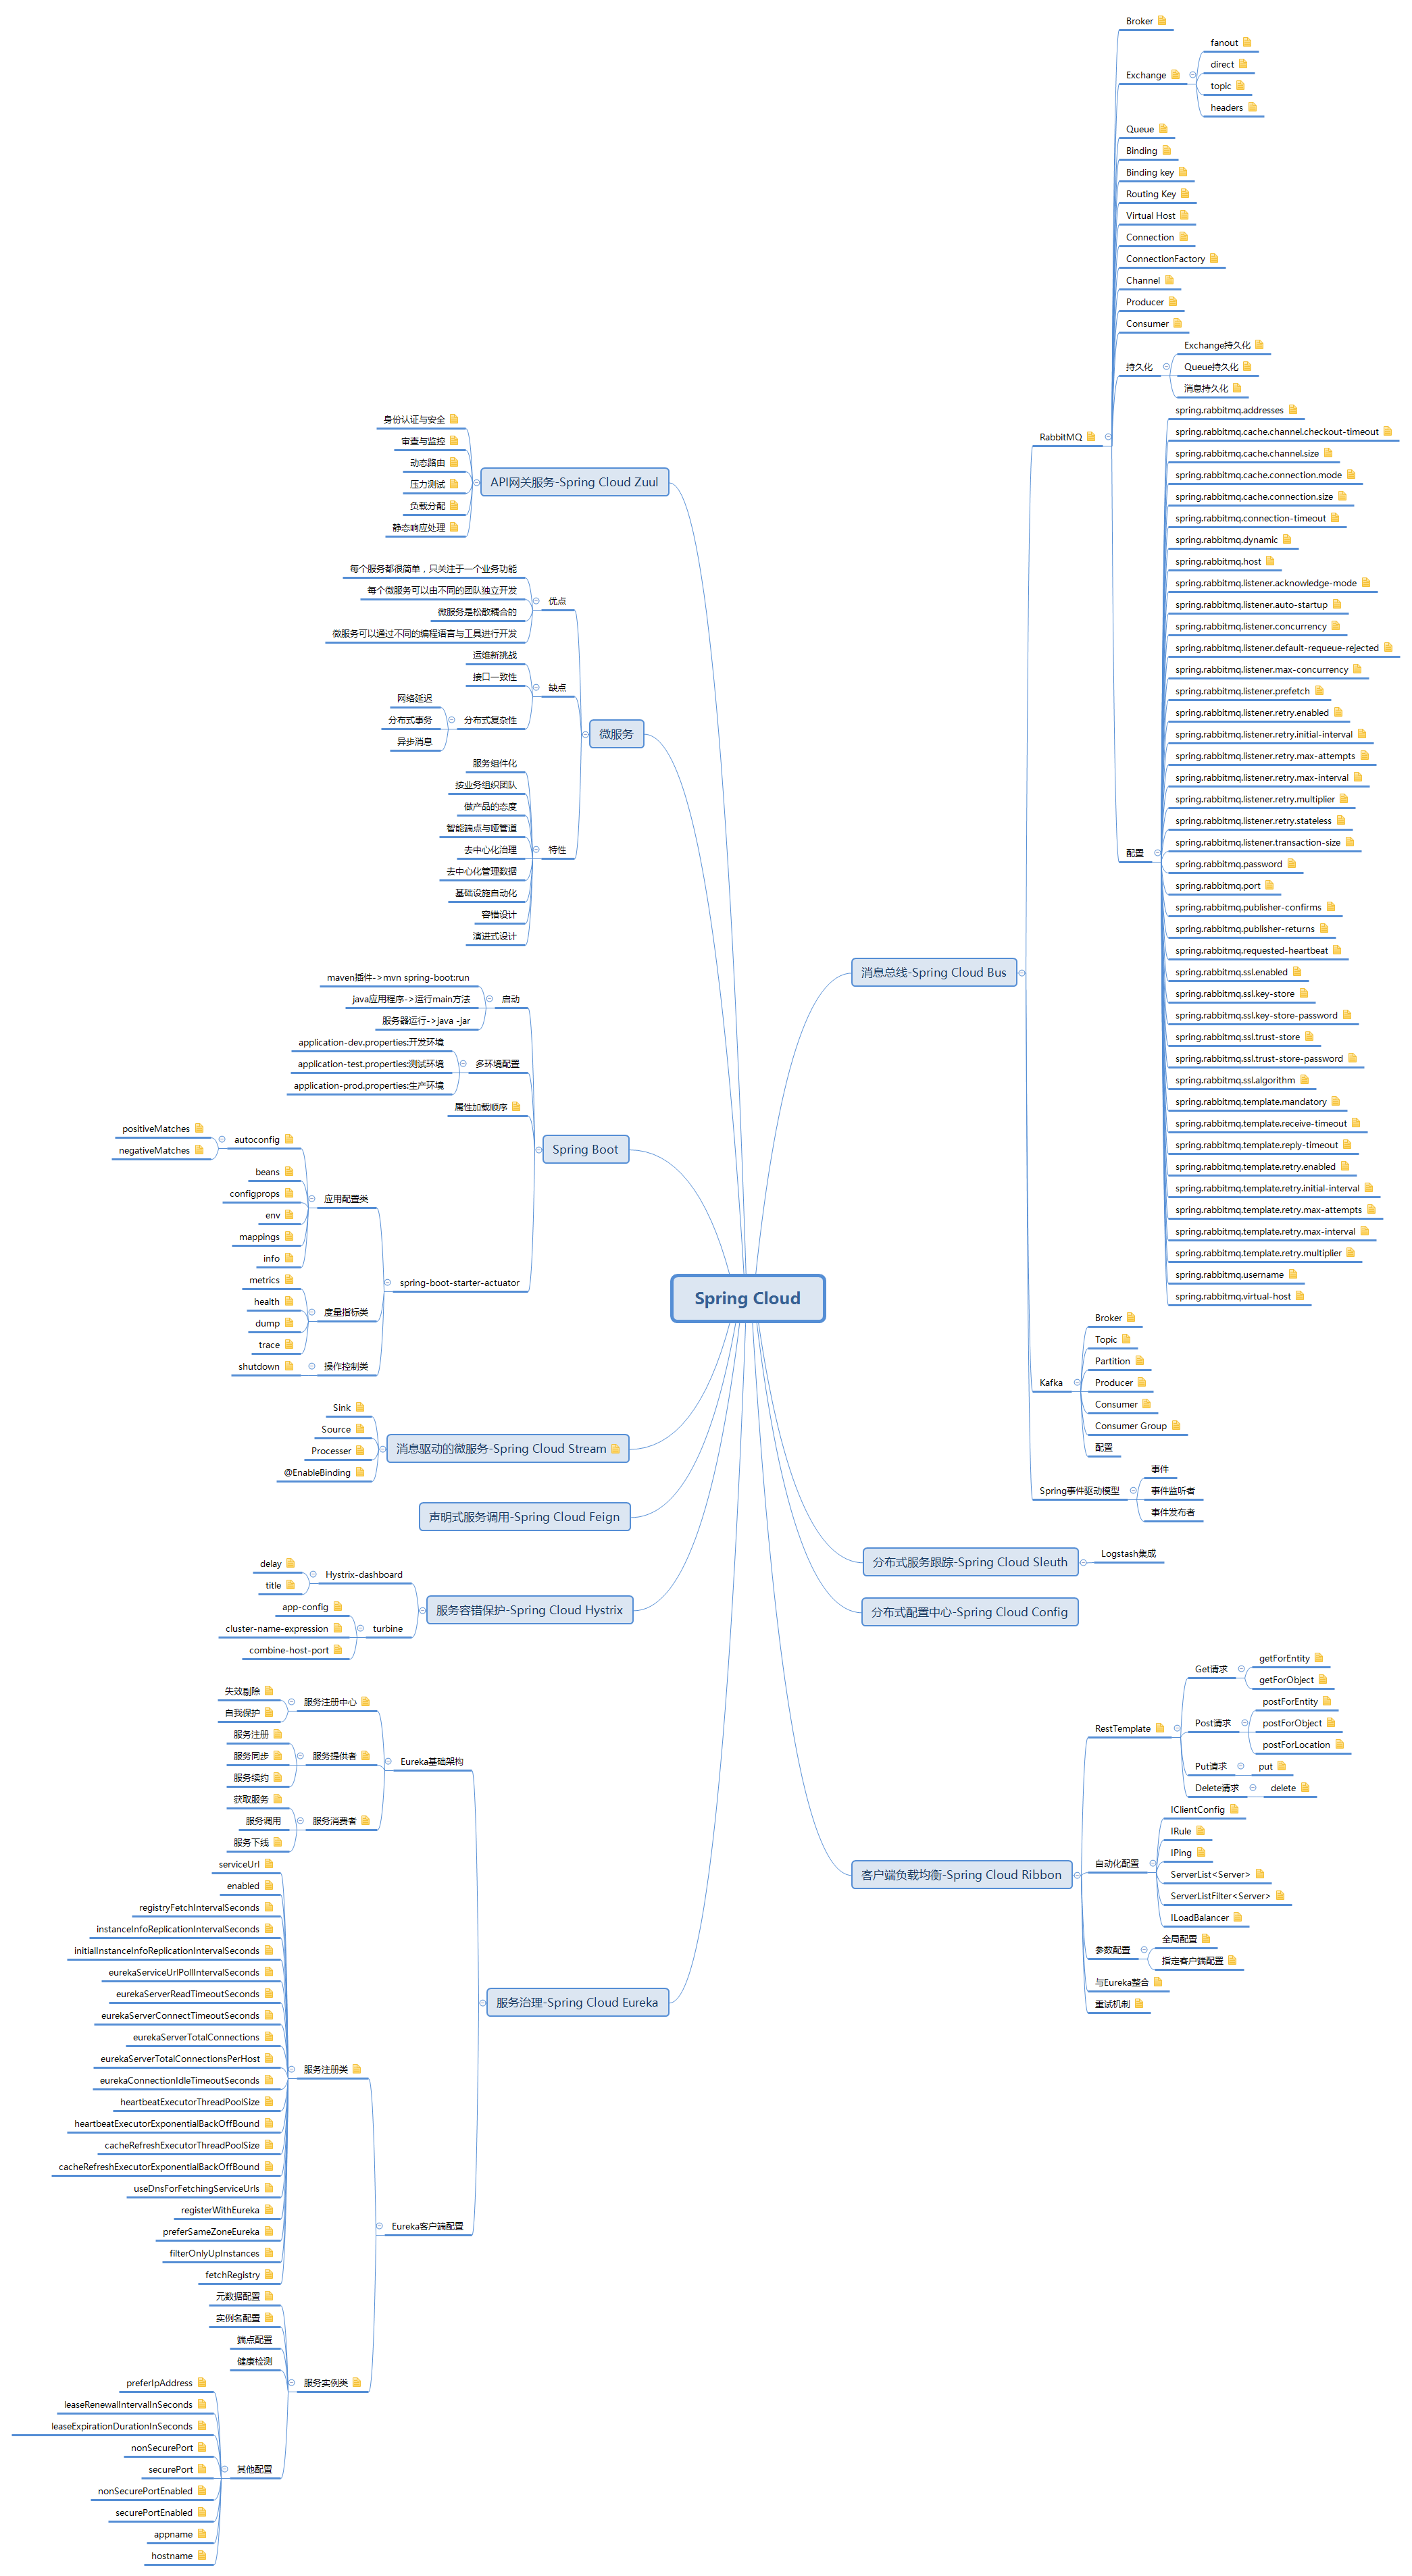 Spring Cloud
消息总线-Spring Cloud Bus
RabbitMQ
Broker
Exchange
fanout
direct
topic
headers
Queue
Binding
Binding key
Routing Key
Virtual Host
Connection
ConnectionFactory
Channel
Producer
Consumer
持久化
Exchange持久化
Queue持久化
消息持久化
配置
spring.rabbitmq.addresses
spring.rabbitmq.cache.channel.checkout-timeout
spring.rabbitmq.cache.channel.size
spring.rabbitmq.cache.connection.mode
spring.rabbitmq.cache.connection.size
spring.rabbitmq.connection-timeout
spring.rabbitmq.dynamic
spring.rabbitmq.host
spring.rabbitmq.listener.acknowledge-mode
spring.rabbitmq.listener.auto-startup
spring.rabbitmq.listener.concurrency
spring.rabbitmq.listener.default-requeue-rejected
spring.rabbitmq.listener.max-concurrency
spring.rabbitmq.listener.prefetch
spring.rabbitmq.listener.retry.enabled
spring.rabbitmq.listener.retry.initial-interval
spring.rabbitmq.listener.retry.max-attempts
spring.rabbitmq.listener.retry.max-interval
spring.rabbitmq.listener.retry.multiplier
spring.rabbitmq.listener.retry.stateless
spring.rabbitmq.listener.transaction-size
spring.rabbitmq.password
spring.rabbitmq.port
spring.rabbitmq.publisher-confirms
spring.rabbitmq.publisher-returns
spring.rabbitmq.requested-heartbeat
spring.rabbitmq.ssl.enabled
spring.rabbitmq.ssl.key-store
spring.rabbitmq.ssl.key-store-password
spring.rabbitmq.ssl.trust-store
spring.rabbitmq.ssl.trust-store-password
spring.rabbitmq.ssl.algorithm
spring.rabbitmq.template.mandatory
spring.rabbitmq.template.receive-timeout
spring.rabbitmq.template.reply-timeout
spring.rabbitmq.template.retry.enabled
spring.rabbitmq.template.retry.initial-interval
spring.rabbitmq.template.retry.max-attempts
spring.rabbitmq.template.retry.max-interval
spring.rabbitmq.template.retry.multiplier
spring.rabbitmq.username
spring.rabbitmq.virtual-host
Kafka
Broker
Topic
Partition
Producer
Consumer
Consumer Group
配置
Spring事件驱动模型
事件
事件监听者
事件发布者
分布式服务跟踪-Spring Cloud Sleuth
Logstash集成
分布式配置中心-Spring Cloud Config
客户端负载均衡-Spring Cloud Ribbon
RestTemplate
Get请求
getForEntity
getForObject
Post请求
postForEntity
postForObject
postForLocation
Put请求
put
Delete请求
delete
自动化配置
IClientConfig
IRule
IPing
ServerList<Server>
ServerListFilter<Server>
ILoadBalancer
参数配置
全局配置
指定客户端配置
与Eureka整合
重试机制
API网关服务-Spring Cloud Zuul
身份认证与安全
审查与监控
动态路由
压力测试
负载分配
静态响应处理
微服务
优点
每个服务都很简单，只关注于一个业务功能
每个微服务可以由不同的团队独立开发
微服务是松散耦合的
微服务可以通过不同的编程语言与工具进行开发
缺点
运维新挑战
接口一致性
分布式复杂性
网络延迟
分布式事务
异步消息
特性
服务组件化
按业务组织团队
做产品的态度
智能端点与哑管道
去中心化治理
去中心化管理数据
基础设施自动化
容错设计
演进式设计
Spring Boot
启动
maven插件->mvn spring-boot:run
java应用程序->运行main方法
服务器运行->java -jar
多环境配置
application-dev.properties:开发环境
application-test.properties:测试环境
application-prod.properties:生产环境
属性加载顺序
spring-boot-starter-actuator
应用配置类
autoconfig
positiveMatches
negativeMatches
beans
configprops
env
mappings
info
度量指标类
metrics
health
dump
trace
操作控制类
shutdown
消息驱动的微服务-Spring Cloud Stream
Sink
Source
Processer
@EnableBinding
声明式服务调用-Spring Cloud Feign
服务容错保护-Spring Cloud Hystrix
Hystrix-dashboard
delay
title
turbine
app-config
cluster-name-expression
combine-host-port
服务治理-Spring Cloud Eureka
Eureka基础架构
服务注册中心
失效剔除
自我保护
服务提供者
服务注册
服务同步
服务续约
服务消费者
获取服务
服务调用
服务下线
Eureka客户端配置
服务注册类
serviceUrl
enabled
registryFetchIntervalSeconds
instanceInfoReplicationIntervalSeconds
initialInstanceInfoReplicationIntervalSeconds
eurekaServiceUrlPollIntervalSeconds
eurekaServerReadTimeoutSeconds
eurekaServerConnectTimeoutSeconds
eurekaServerTotalConnections
eurekaServerTotalConnectionsPerHost
eurekaConnectionIdleTimeoutSeconds
heartbeatExecutorThreadPoolSize
heartbeatExecutorExponentialBackOffBound
cacheRefreshExecutorThreadPoolSize
cacheRefreshExecutorExponentialBackOffBound
useDnsForFetchingServiceUrls
registerWithEureka
preferSameZoneEureka
filterOnlyUpInstances
fetchRegistry
服务实例类
元数据配置
实例名配置
端点配置
健康检测
其他配置
preferIpAddress
leaseRenewalIntervalInSeconds
leaseExpirationDurationInSeconds
nonSecurePort
securePort
nonSecurePortEnabled
securePortEnabled
appname
hostname